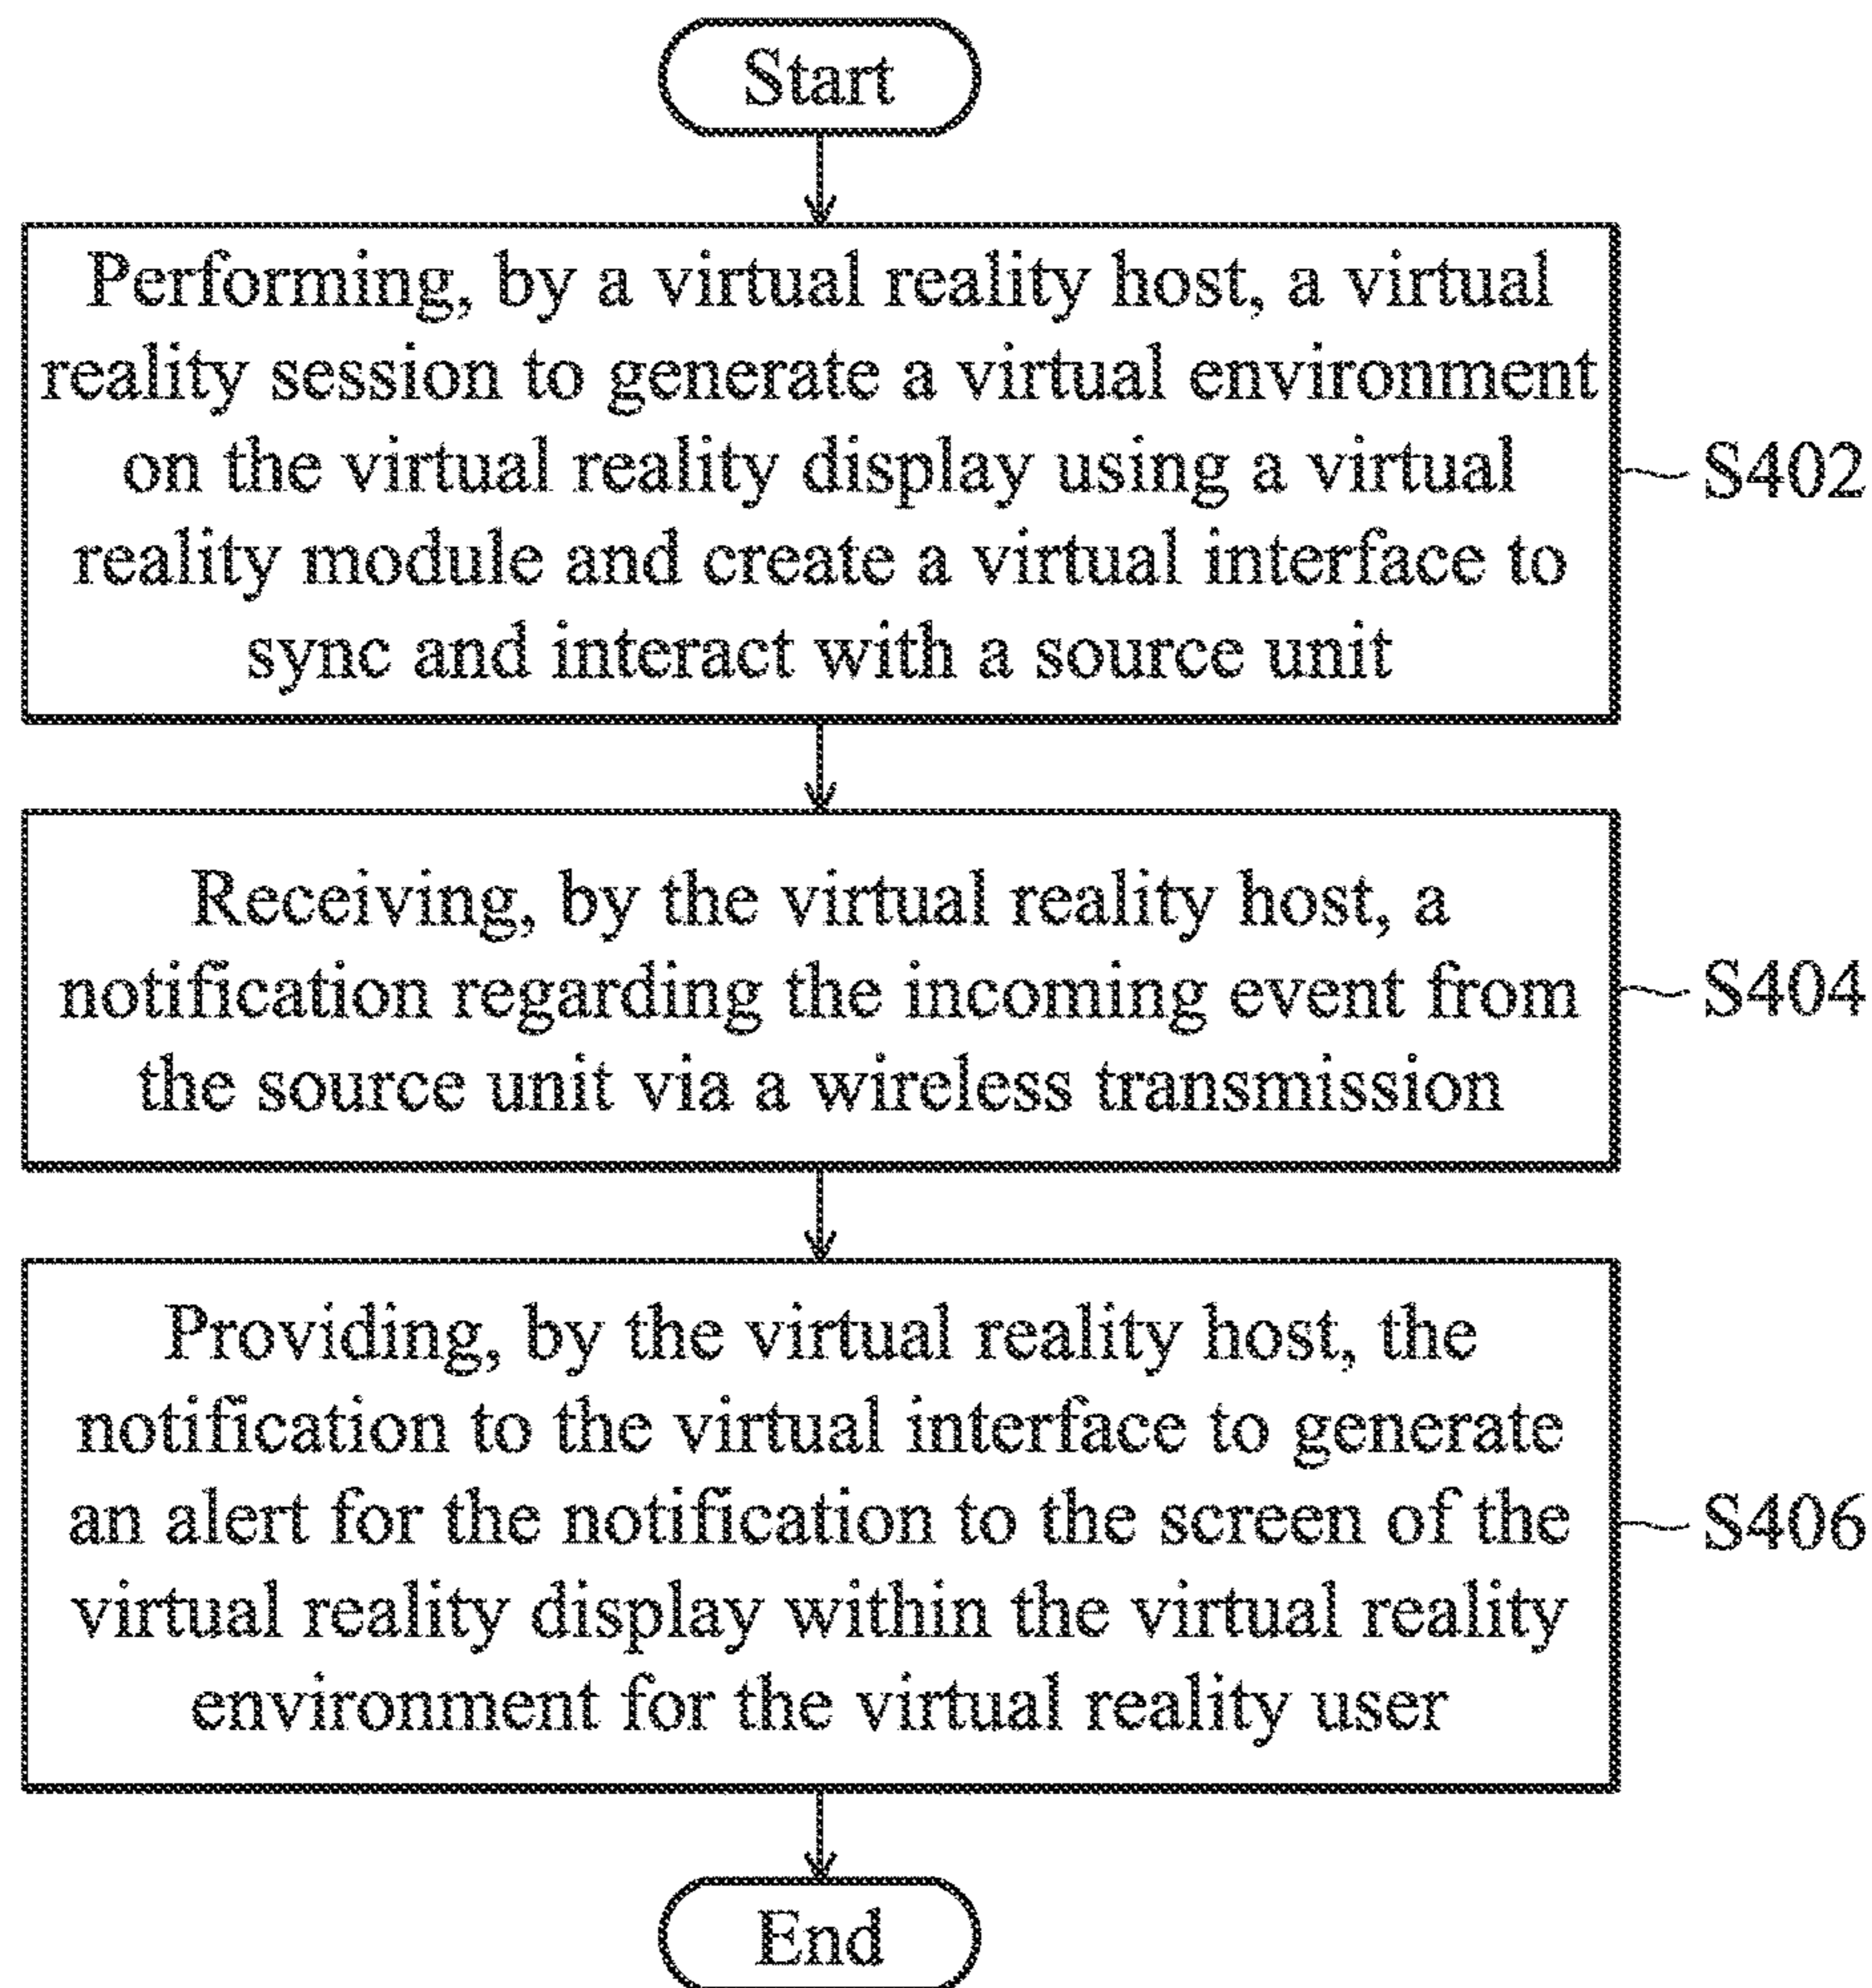 Start
Performing, by a virtual reality host, a virtual
reality session to generate a virtual environment
on the virtual reality display using a virtual
reality module and create a virtual interface to
sync and interact with a source unit
S402
Receiving, by the virtual reality host, a
notification regarding the incoming event from
the source unit via a wireless transmission
S404
Providing, by the virtual reality host, the
notification to the virtual interface to generate
an alert for the notification to the screen of the
virtual reality display within the virtual reality
environment for the virtual reality user
S406
End